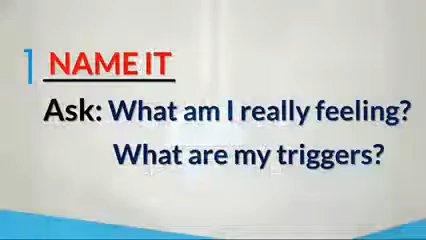 1 NAME IT
Ask: What am I really feeling?
What are my triggers?